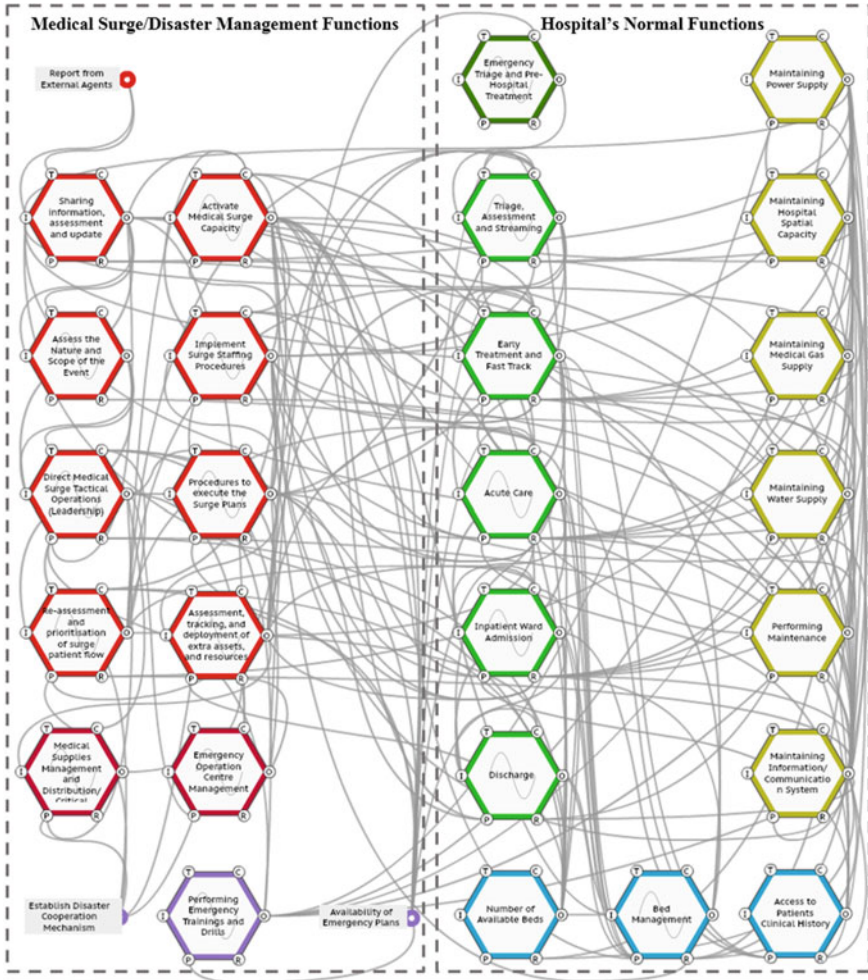 Medical Surge/Disaster Management Functions
Hospital's Normal Functions
Report from
External Agents
T
C
I
O
P
R
Emergency
Triage and Pre-
Hospital
Treatment
T
C
I
O
P
R
Maintaining
Power Supply
T
C
I
O
P
R
Sharing
information,
assessment
and update
T
C
I
O
P
R
Activate
Medical Surge
Capacity
T
C
I
O
P
R
Triage,
Assessment
and Streaming
T
C
I
O
P
R
Maintaining
Hospital
Spatial
Capacity
T
C
I
O
P
R
Assess the
Nature and
Scope of the
Event
T
C
I
O
P
R
Implement
Surge Staffing
Procedures
T
C
I
O
P
R
Early
Treatment and
Fast Track
T
C
I
O
P
R
Maintaining
Medical Gas
Supply
T
C
I
O
P
R
Direct Medical
Surge Tactical
Operations
(Leadership)
T
C
I
O
P
R
Procedures to
execute the
Surge Plans
T
C
I
O
P
R
Acute Care
T
C
I
O
P
R
Maintaining
Water Supply
T
C
I
O
P
R
Re-assessment
and
prioritisation
of surge
patient flow
T
C
I
O
P
R
Assessment,
tracking, and
deployment of
extra assets,
and resources
T
C
I
O
P
R
Inpatient Ward
Admission
T
C
I
O
P
R
Performing
Maintenance
T
C
I
O
P
R
Medical
Supplies
Management
and
Distribution/
Critical
T
C
I
O
P
R
Emergency
Operation
Centre
Management
T
C
I
O
P
R
Discharge
T
C
I
O
P
R
Maintaining
Information/
Communicatio
n System
Establish Disaster
Cooperation
Mechanism
T
C
I
O
P
R
Performing
Emergency
Trainings and
Drills
Availability of
Emergency Plans
T
C
I
O
P
R
Number of
Available Beds
T
C
I
O
P
R
Bed
Management
T
C
I
O
P
R
Access to
Patients
Clinical History